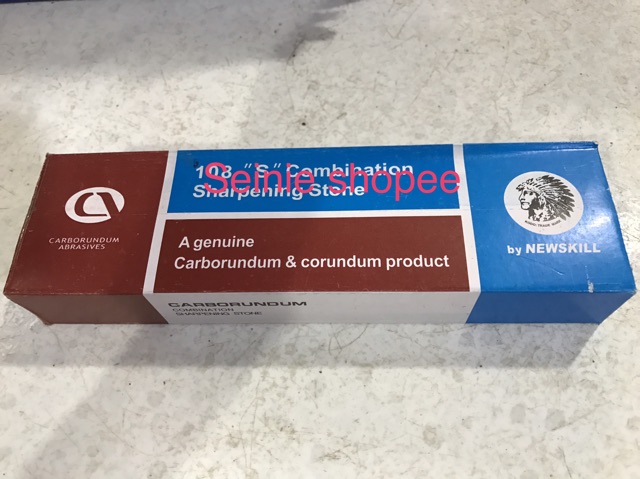 108 "S" Combination
Sharpening Stone
Seinie shopee
CARBORUNDUM
ABRASIVES
A genuine
Carborundum & corundum product
by NEWSKILL
CARBORUNDUM
COMBINATION
SHARPENING STONE